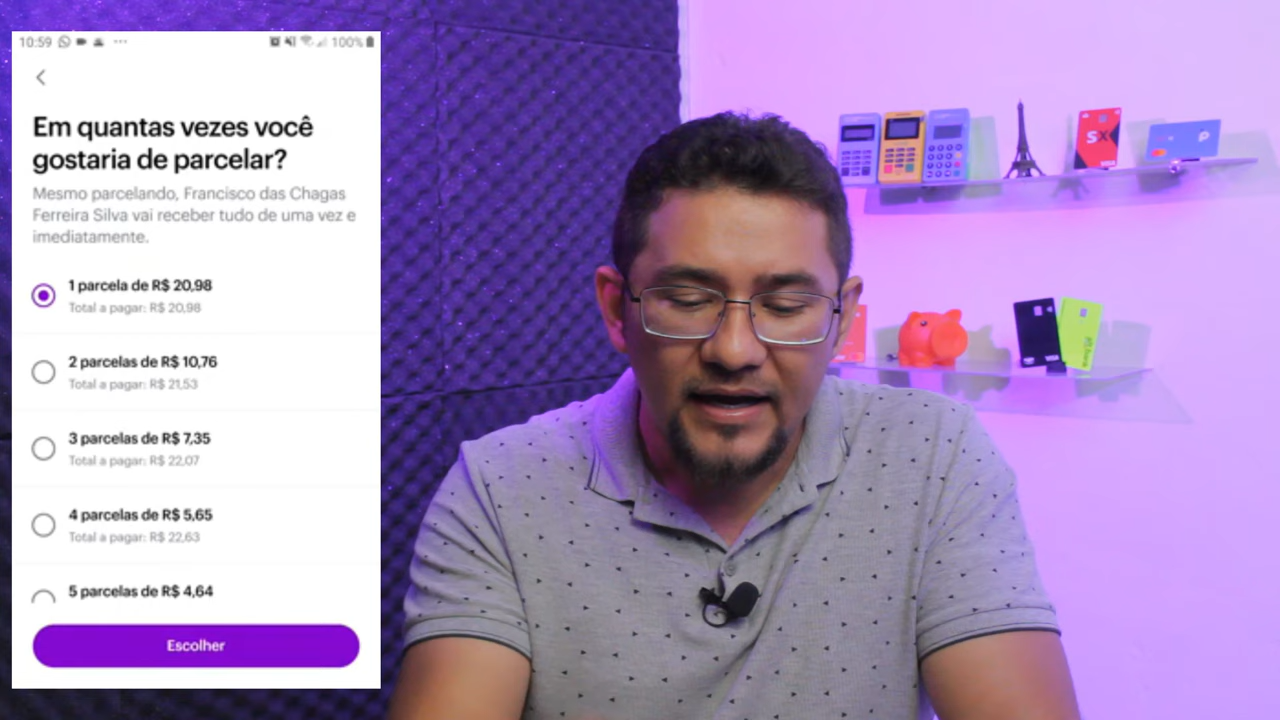 10:59
100%
Em quantas vezes você
gostaria de parcelar?
Mesmo parcelando, Francisco das Chagas
Ferreira Silva vai receber tudo de uma vez e
imediatamente.
1 parcela de R$ 20,98
Total a pagar: R$ 20,98
2 parcelas de R$ 10,76
Total a pagar: R$ 21,53
3 parcelas de R$ 7,35
Total a pagar: R$ 22,07
4 parcelas de R$ 5,65
Total a pagar: R$ 22,63
5 parcelas de R$ 4,64
Escolher
SX
VISA